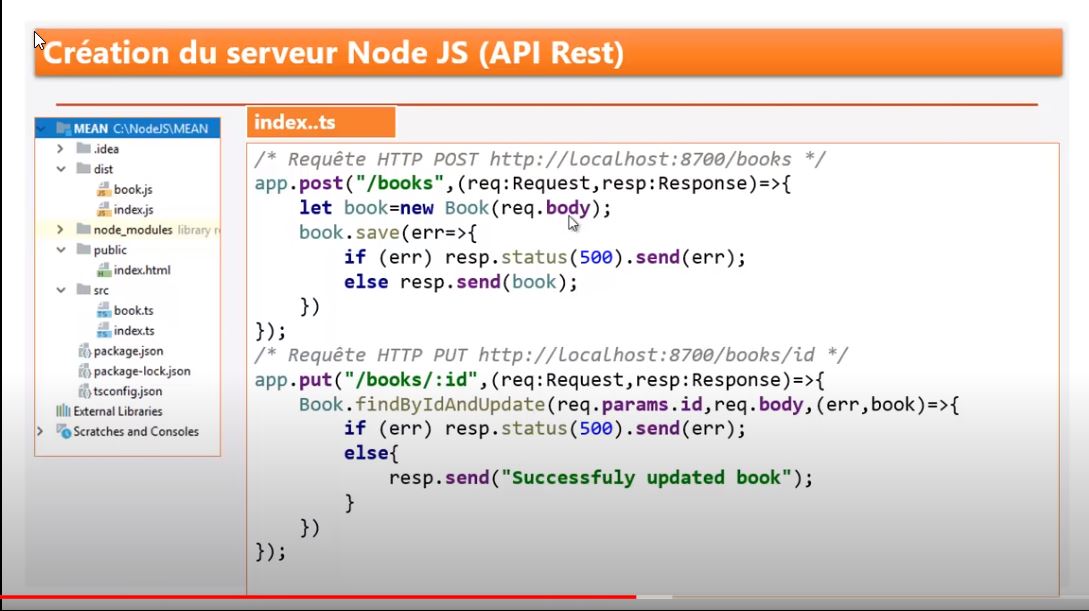 Création du serveur Node JS (API Rest)
MEAN C:\NodeJS\MEAN
.idea
dist
book.js
index.js
node_modules library r
public
index.html
src
book.ts
index.ts
package.json
package-lock.json
tsconfig.json
External Libraries
Scratches and Consoles
index..ts
/* Requête HTTP POST http://localhost:8700/books */
app.post("/books",(req:Request,resp:Response)=>{
    let book=new Book(req.body);
    book.save(err=>{
        if (err) resp.status(500).send(err);
        else resp.send(book);
    })
});
/* Requête HTTP PUT http://localhost:8700/books/id */
app.put("/books/:id",(req:Request,resp:Response)=>{
    Book.findByIdAndUpdate(req.params.id,req.body,(err,book)=>{
        if (err) resp.status(500).send(err);
        else{
            resp.send("Successfuly updated book");
        }
    })
});